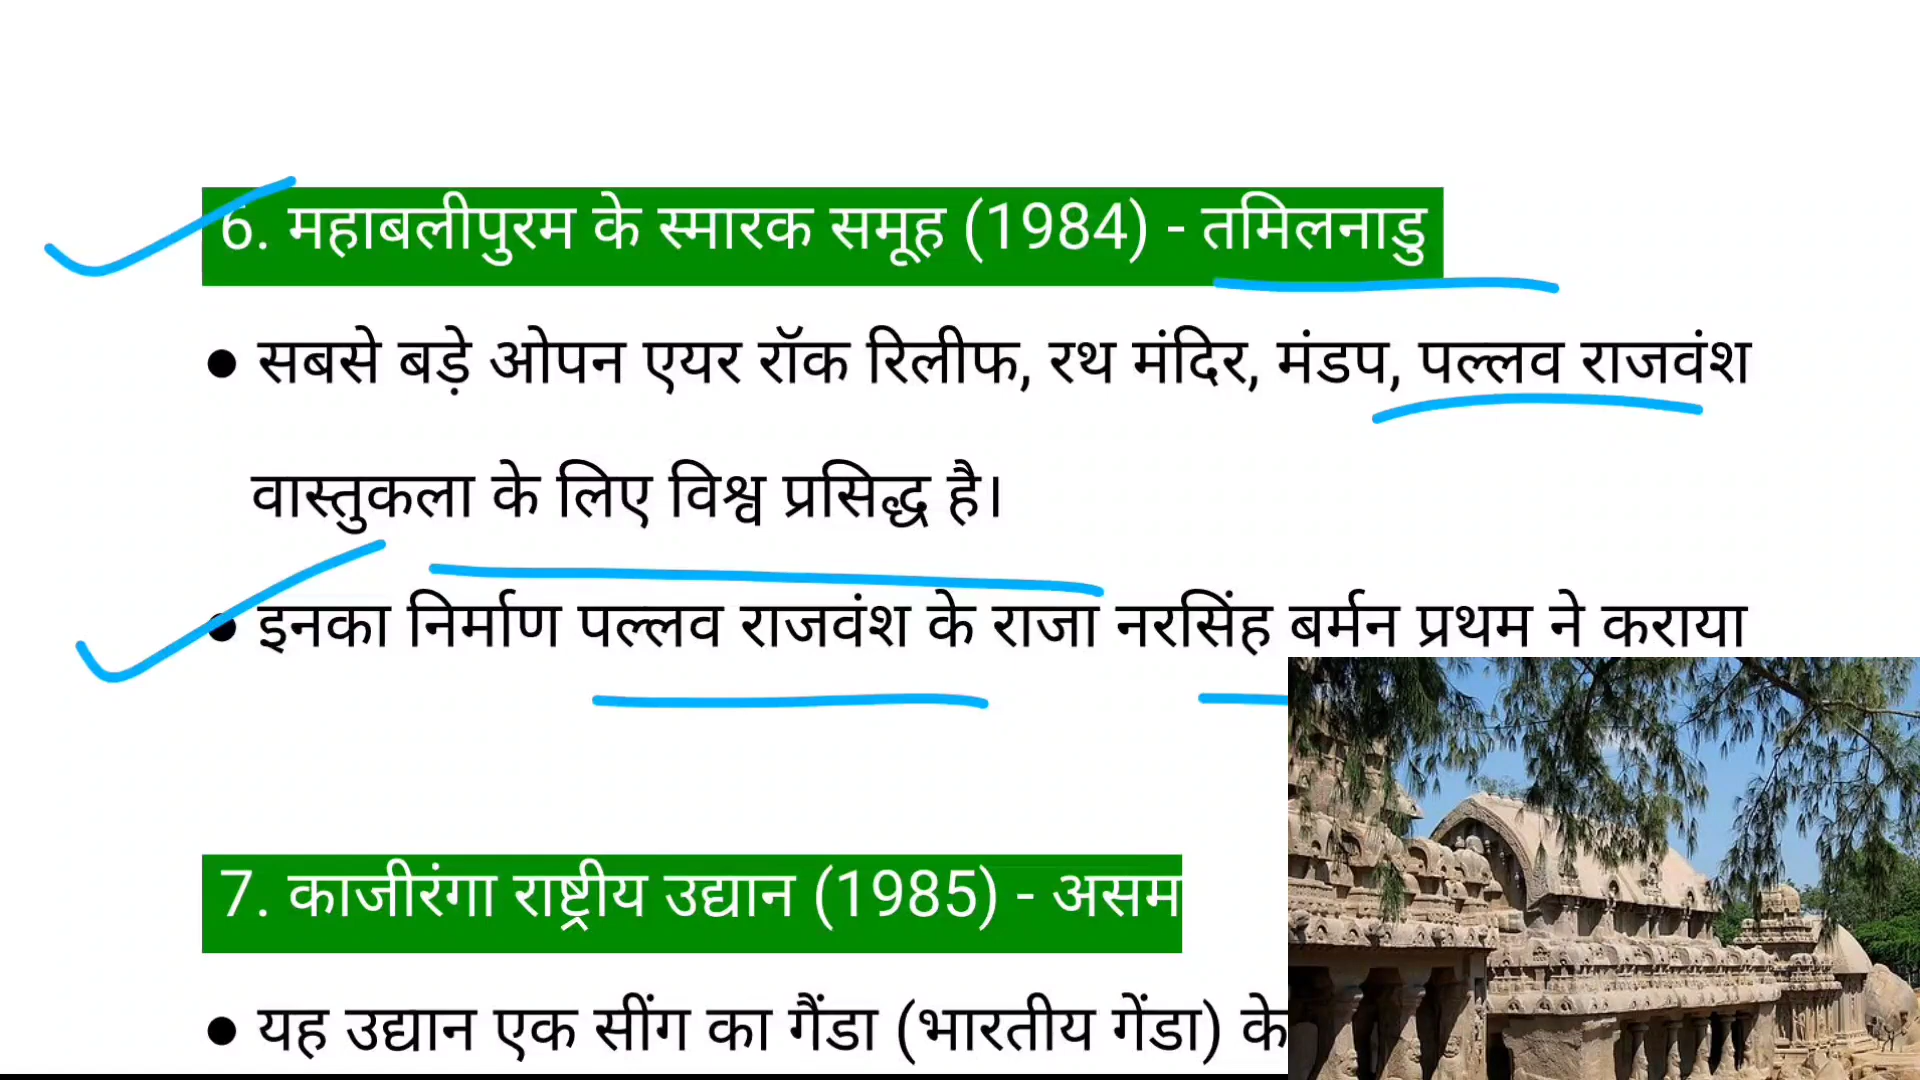 6. महाबलीपुरम के स्मारक समूह (1984) - तमिलनाडु
● सबसे बड़े ओपन एयर रॉक रिलीफ, रथ मंदिर, मंडप, पल्लव राजवंश
वास्तुकला के लिए विश्व प्रसिद्ध है।
● इनका निर्माण पल्लव राजवंश के राजा नरसिंह बर्मन प्रथम ने कराया
7. काजीरंगा राष्ट्रीय उद्यान (1985) - असम
● यह उद्यान एक सींग का गैंडा (भारतीय गेंडा) के